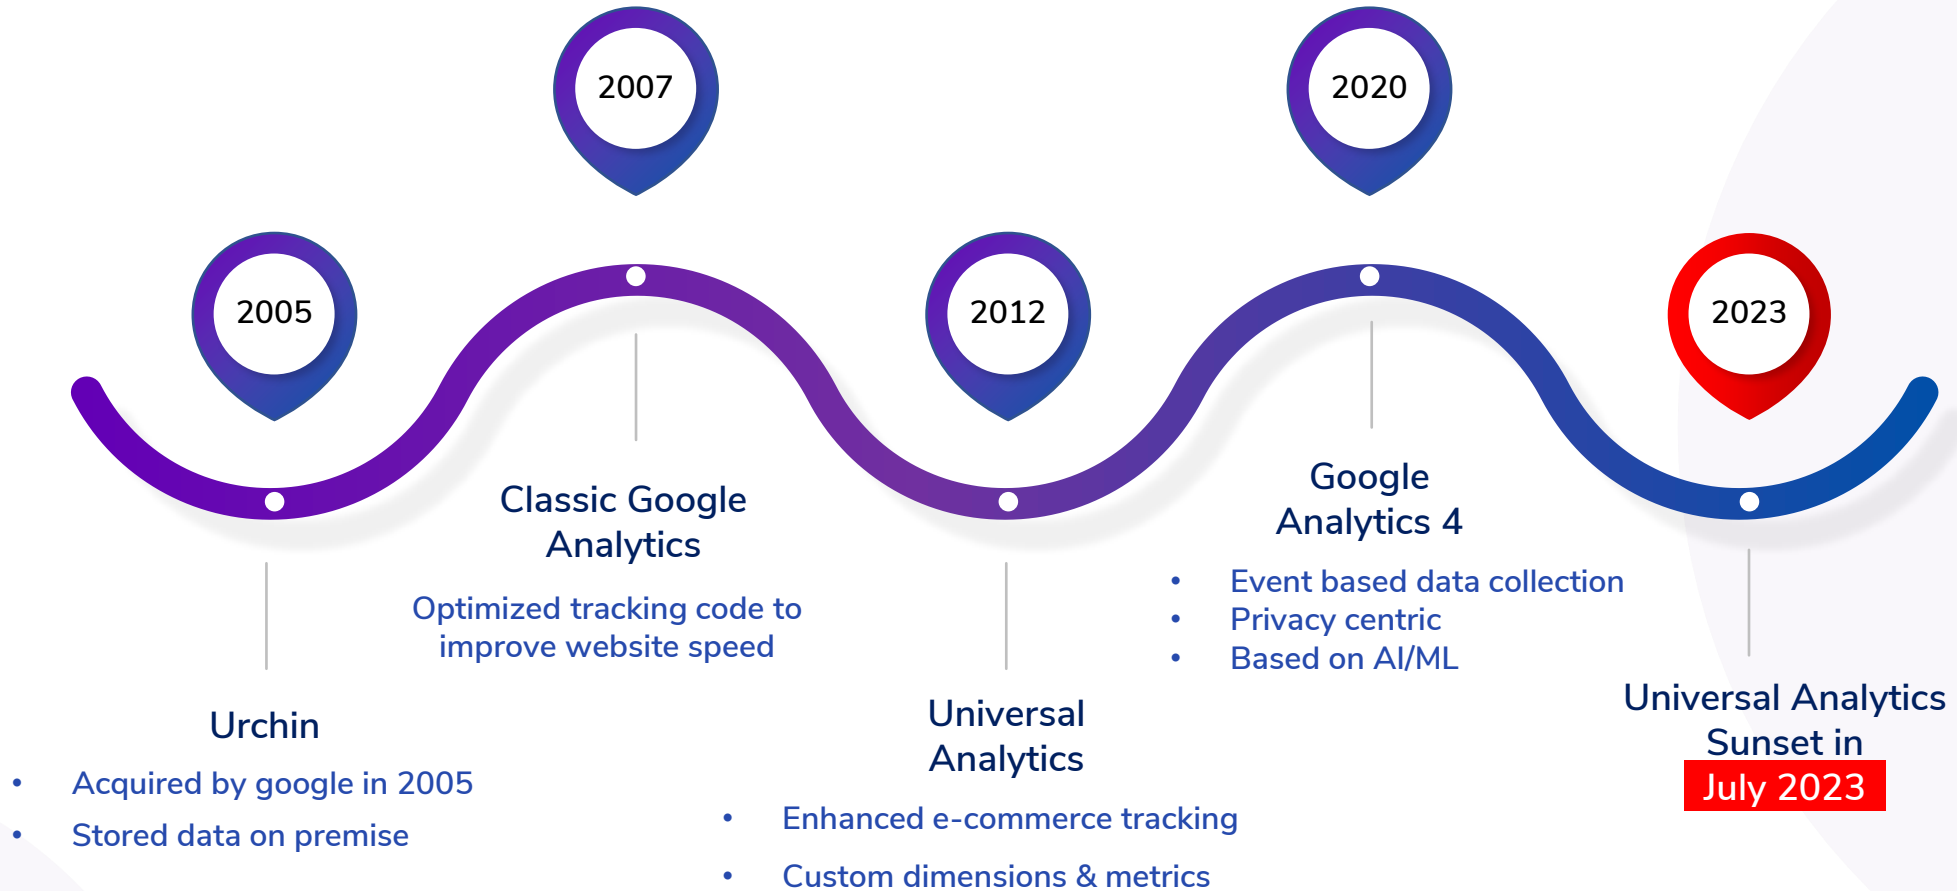 2005
Urchin
• Acquired by google in 2005
• Stored data on premise
2007
Classic Google
Analytics
Optimized tracking code to
improve website speed
2012
Universal
Analytics
• Enhanced e-commerce tracking
• Custom dimensions & metrics
2020
Google
Analytics 4
• Event based data collection
• Privacy centric
• Based on AI/ML
2023
Universal Analytics
Sunset in
July 2023